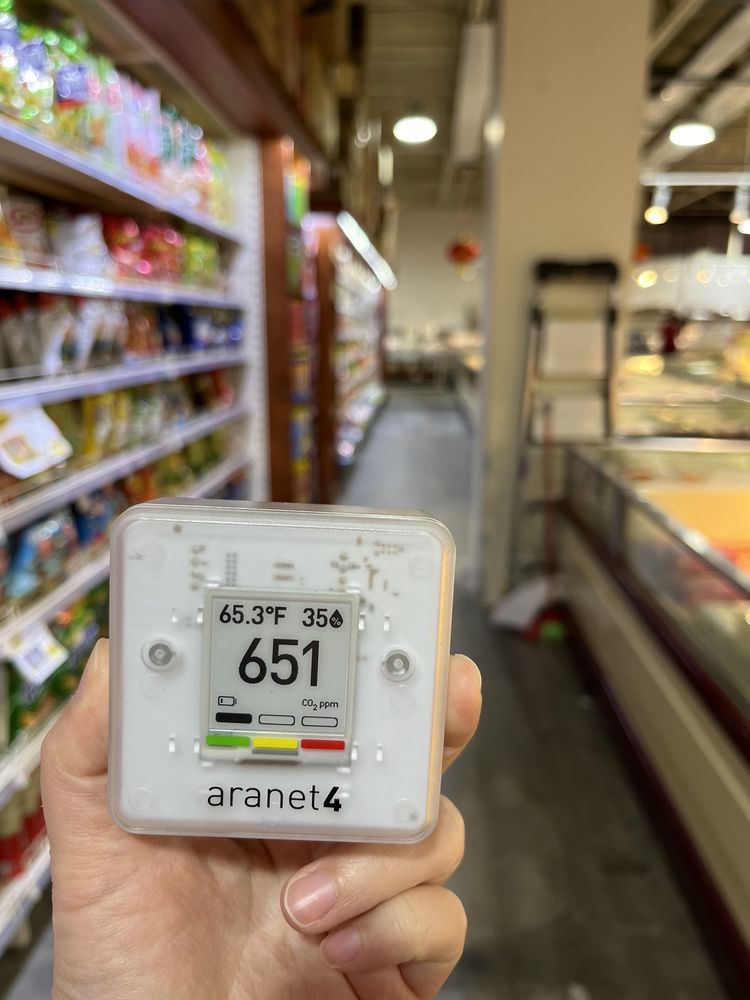 65.3°F 35%
651
CO₂ ppm
aranet4